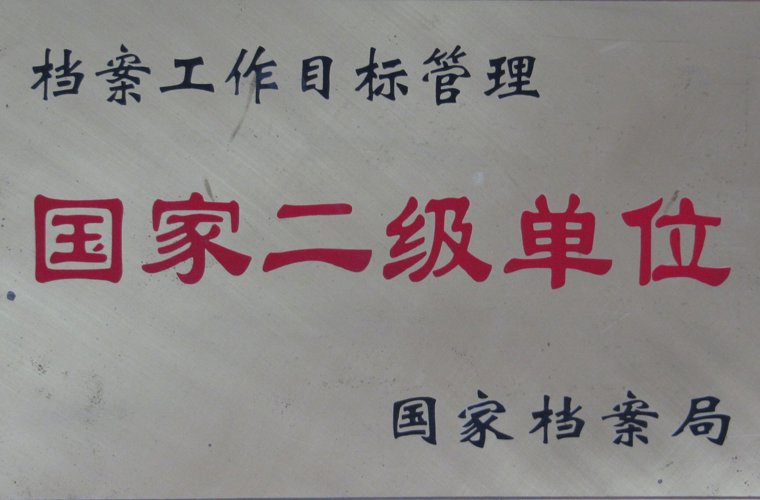 档案工作目标管理
国家二级单位
国家档案局